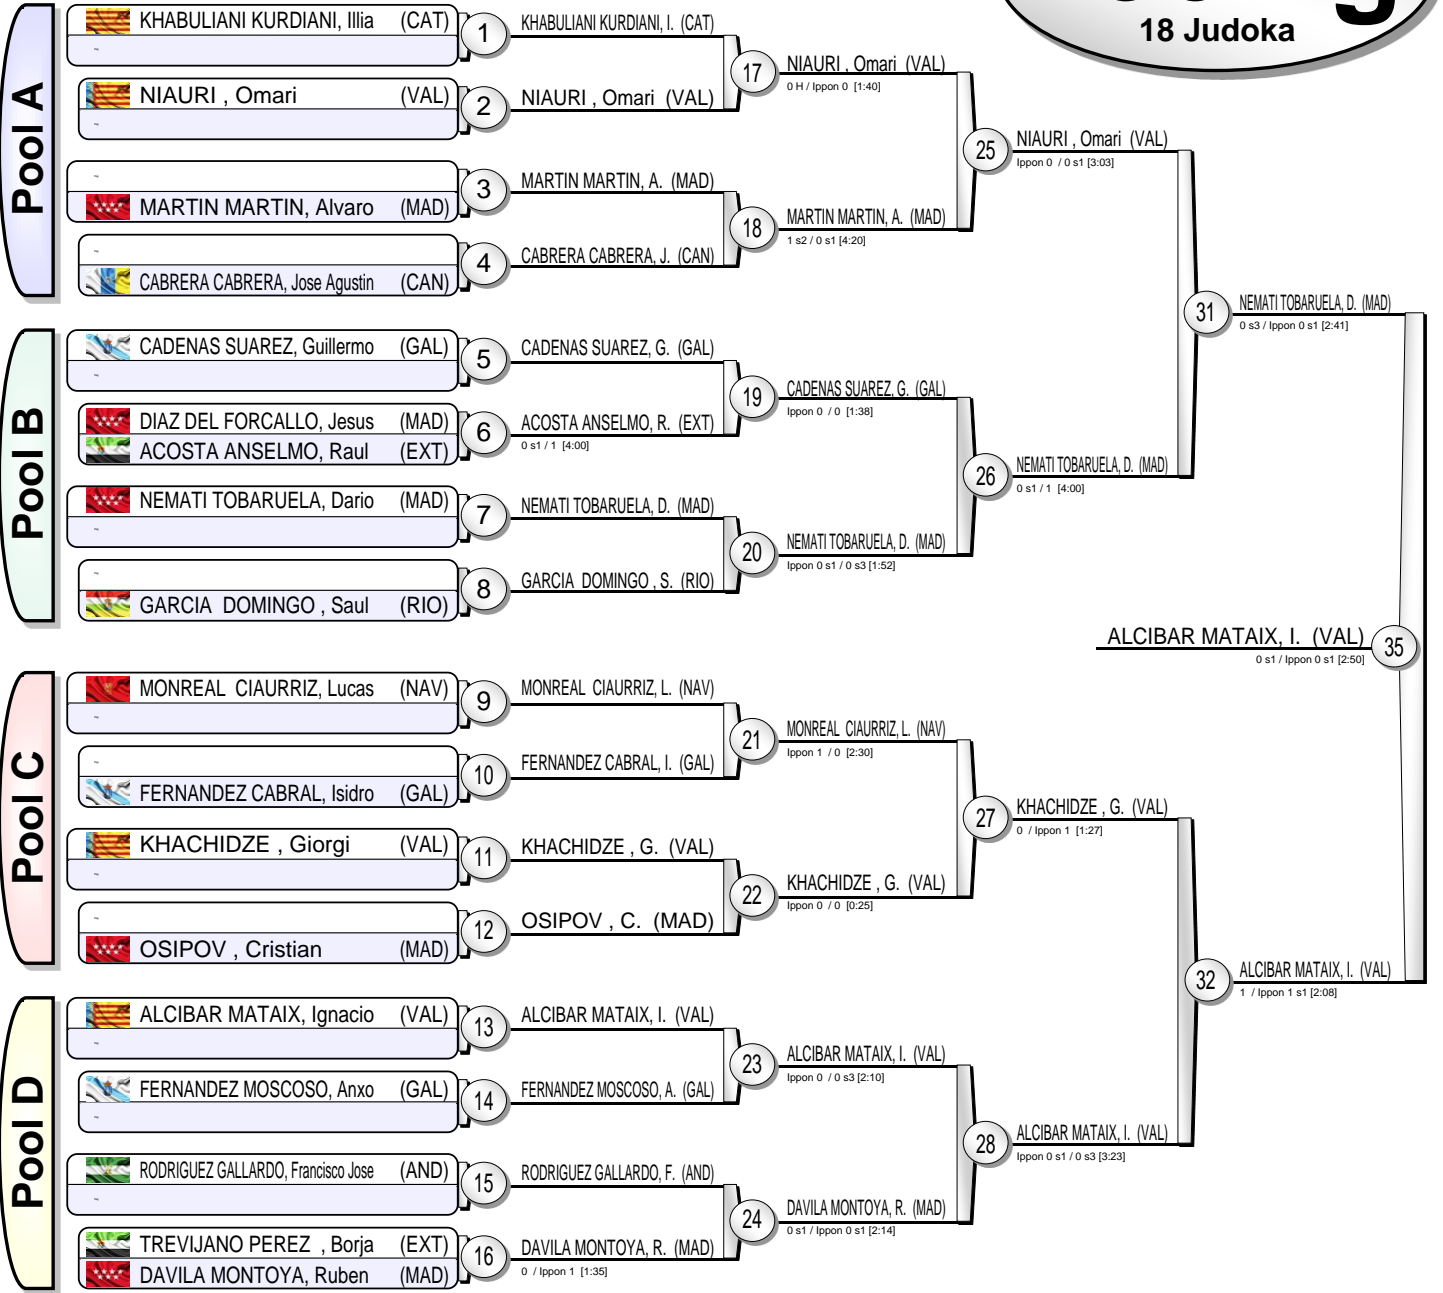 18 Judoka
Pool A
KHABULIANI KURDIANI, Illia (CAT)
~
1
NIAURI , Omari (VAL)
~
2
~
MARTIN MARTIN, Alvaro (MAD)
3
~
CABRERA CABRERA, Jose Agustin (CAN)
4
Pool B
CADENAS SUAREZ, Guillermo (GAL)
~
5
DIAZ DEL FORCALLO, Jesus (MAD)
ACOSTA ANSELMO, Raul (EXT)
6
NEMATI TOBARUELA, Dario (MAD)
~
7
~
GARCIA DOMINGO , Saul (RIO)
8
Pool C
MONREAL CIAURRIZ, Lucas (NAV)
~
9
~
FERNANDEZ CABRAL, Isidro (GAL)
10
KHACHIDZE , Giorgi (VAL)
~
11
~
OSIPOV , Cristian (MAD)
12
Pool D
ALCIBAR MATAIX, Ignacio (VAL)
~
13
FERNANDEZ MOSCOSO, Anxo (GAL)
~
14
RODRIGUEZ GALLARDO, Francisco Jose (AND)
~
15
TREVIJANO PEREZ , Borja (EXT)
DAVILA MONTOYA, Ruben (MAD)
16
KHABULIANI KURDIANI, I. (CAT)
NIAURI , Omari (VAL)
17
MARTIN MARTIN, A. (MAD)
CABRERA CABRERA, J. (CAN)
18
CADENAS SUAREZ, G. (GAL)
ACOSTA ANSELMO, R. (EXT)
0 s1 / 1 [4:00]
19
NEMATI TOBARUELA, D. (MAD)
GARCIA DOMINGO , S. (RIO)
20
MONREAL CIAURRIZ, L. (NAV)
FERNANDEZ CABRAL, I. (GAL)
21
KHACHIDZE , G. (VAL)
OSIPOV , C. (MAD)
22
ALCIBAR MATAIX, I. (VAL)
FERNANDEZ MOSCOSO, A. (GAL)
23
RODRIGUEZ GALLARDO, F. (AND)
DAVILA MONTOYA, R. (MAD)
0 / Ippon 1 [1:35]
24
NIAURI , Omari (VAL)
0 H / Ippon 0 [1:40]
MARTIN MARTIN, A. (MAD)
1 s2 / 0 s1 [4:20]
25
CADENAS SUAREZ, G. (GAL)
Ippon 0 / 0 [1:38]
NEMATI TOBARUELA, D. (MAD)
Ippon 0 s1 / 0 s3 [1:52]
26
MONREAL CIAURRIZ, L. (NAV)
Ippon 1 / 0 [2:30]
KHACHIDZE , G. (VAL)
Ippon 0 / 0 [0:25]
27
ALCIBAR MATAIX, I. (VAL)
Ippon 0 / 0 s3 [2:10]
DAVILA MONTOYA, R. (MAD)
0 s1 / Ippon 0 s1 [2:14]
28
NIAURI , Omari (VAL)
Ippon 0 / 0 s1 [3:03]
NEMATI TOBARUELA, D. (MAD)
0 s1 / 1 [4:00]
31
KHACHIDZE , G. (VAL)
0 / Ippon 1 [1:27]
ALCIBAR MATAIX, I. (VAL)
Ippon 0 s1 / 0 s3 [3:23]
32
NEMATI TOBARUELA, D. (MAD)
0 s3 / Ippon 0 s1 [2:41]
ALCIBAR MATAIX, I. (VAL)
1 / Ippon 1 s1 [2:08]
ALCIBAR MATAIX, I. (VAL)
0 s1 / Ippon 0 s1 [2:50]
35